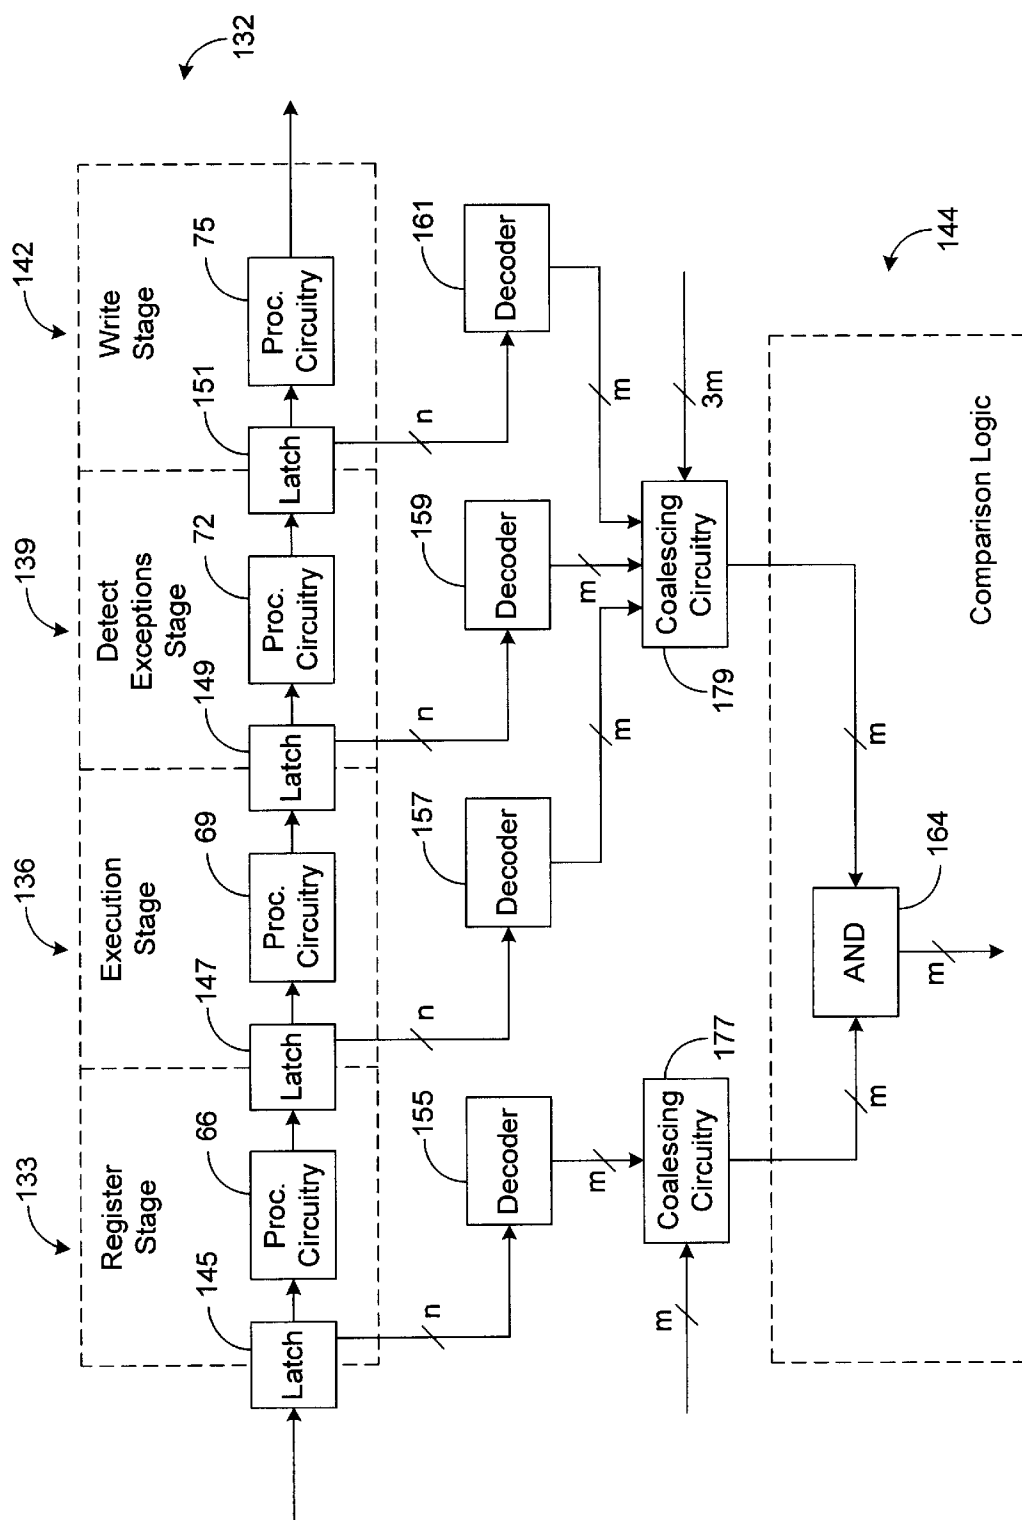 132
133
136
139
142
Register
Stage
Execution
Stage
Detect
Exceptions
Stage
Write
Stage
145
66
147
69
149
72
151
75
Latch
Proc.
Circuitry
Latch
Proc.
Circuitry
Latch
Proc.
Circuitry
Latch
Proc.
Circuitry
n
n
n
n
155
157
159
161
Decoder
Decoder
Decoder
Decoder
m
m
m
m
m
Coalescing
Circuitry
177
Coalescing
Circuitry
179
3m
144
m
m
AND
164
m
Comparison Logic